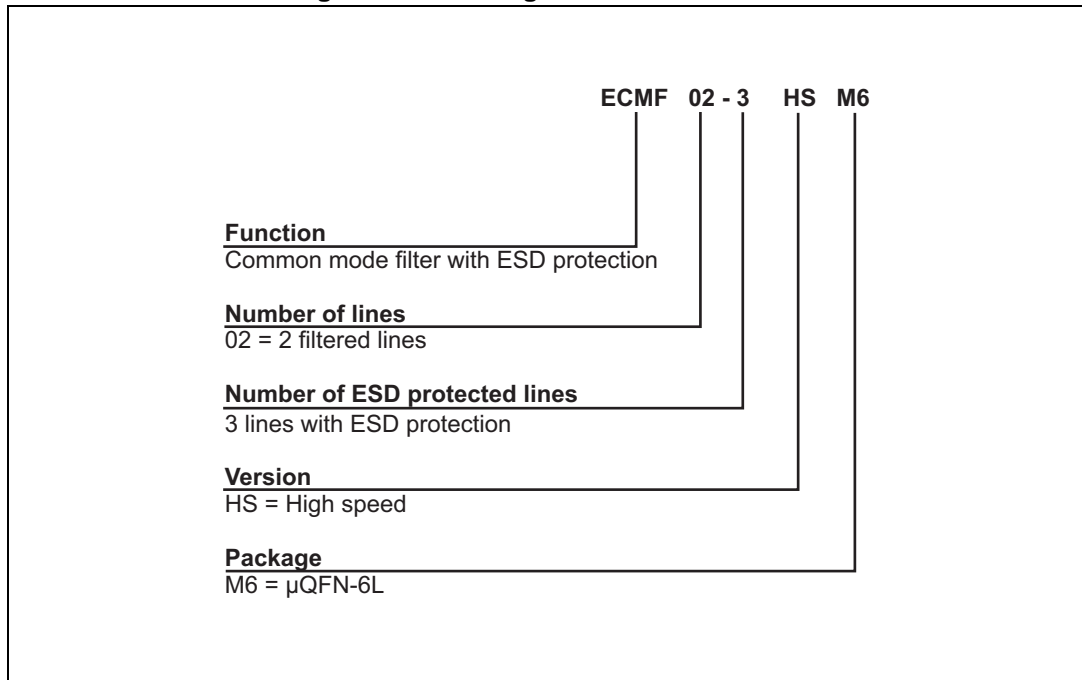 ECMF 02 - 3 HS M6
Function
Common mode filter with ESD protection
Number of lines
02 = 2 filtered lines
Number of ESD protected lines
3 lines with ESD protection
Version
HS = High speed
Package
M6 = µQFN-6L